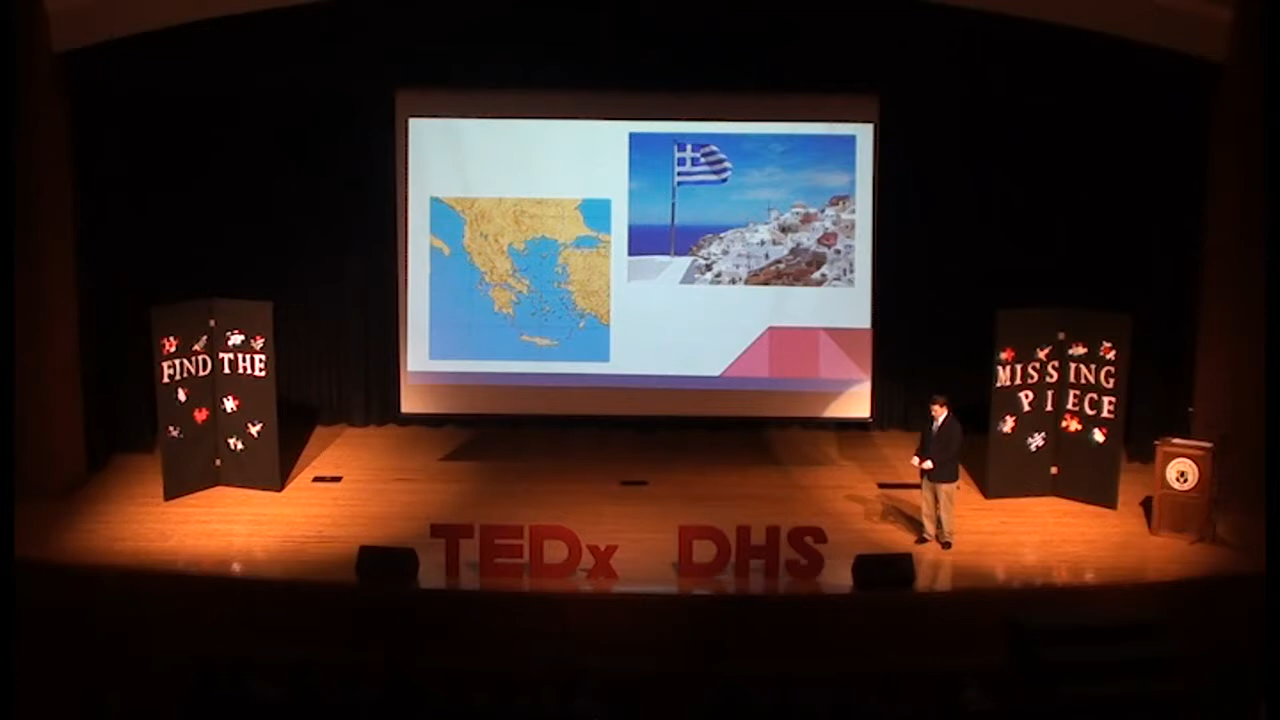 FIND THE
MISSING
PIECE
TEDx DHS